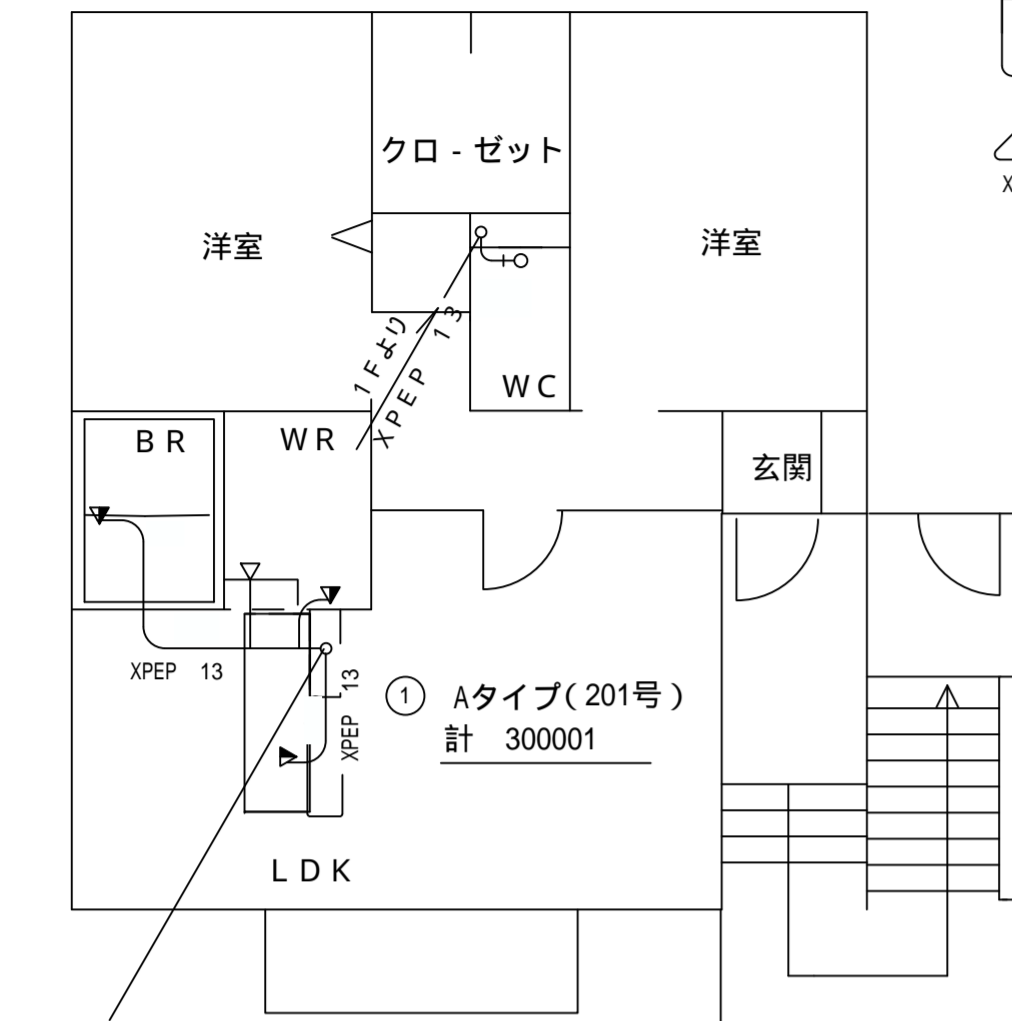 クロ-ゼット
X
洋室
洋室
1Fより
XPEP 13
WC
BR
WR
玄関
XPEP 13
XPEP 13
① Aタイプ(201号)
計 300001
LDK